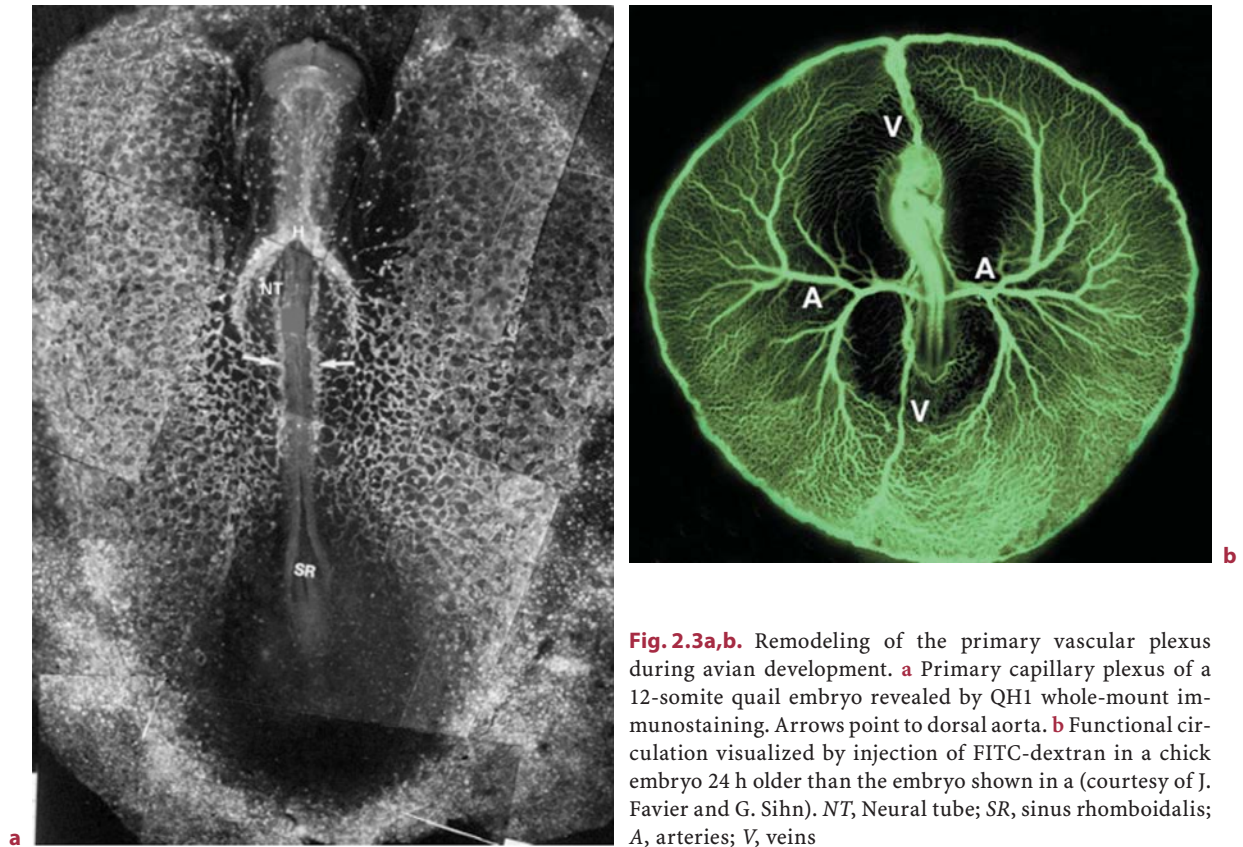 H
NT
SR
a
V
A
A
V
b
Fig. 2.3a,b. Remodeling of the primary vascular plexus
during avian development. a Primary capillary plexus of a
12-somite quail embryo revealed by QH1 whole-mount im-
munostaining. Arrows point to dorsal aorta. b Functional cir-
culation visualized by injection of FITC-dextran in a chick
embryo 24 h older than the embryo shown in a (courtesy of J.
Favier and G. Sihn). NT, Neural tube; SR, sinus rhomboidalis;
A, arteries; V, veins